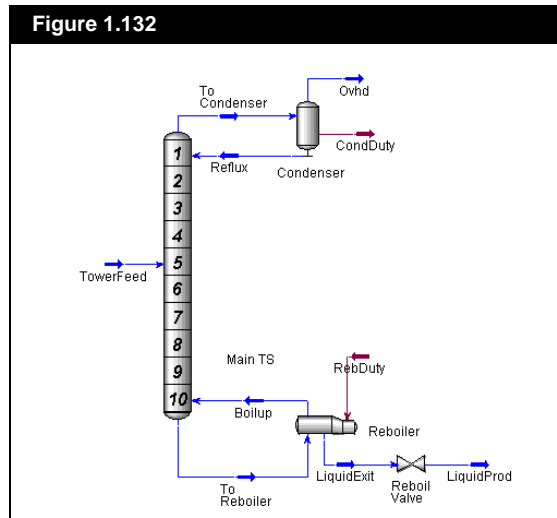 Figure 1.132
To
Condenser
Ovhd
CondDuty
Reflux
Condenser
1
2
3
4
5
6
7
8
9
10
TowerFeed
Main TS
RebDuty
Boilup
Reboiler
To
Reboiler
LiquidExit
Reboil
Valve
LiquidProd